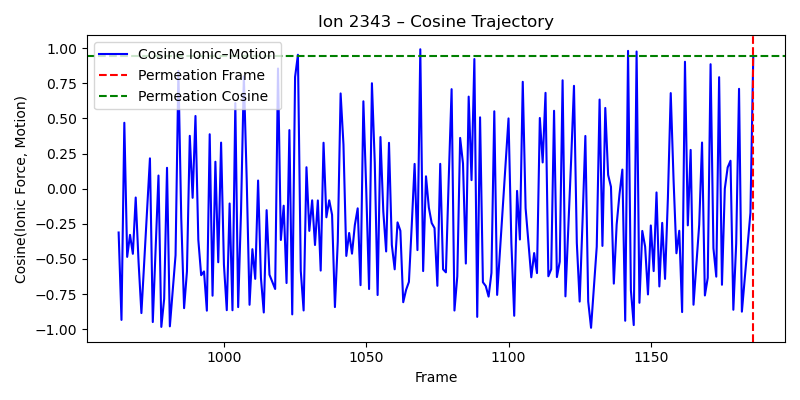 Ion 2343 – Cosine Trajectory
Cosine(Ionic Force, Motion)
1.00
0.75
0.50
0.25
0.00
−0.25
−0.50
−0.75
−1.00
Cosine Ionic–Motion
Permeation Frame
Permeation Cosine
1000
1050
1100
1150
Frame